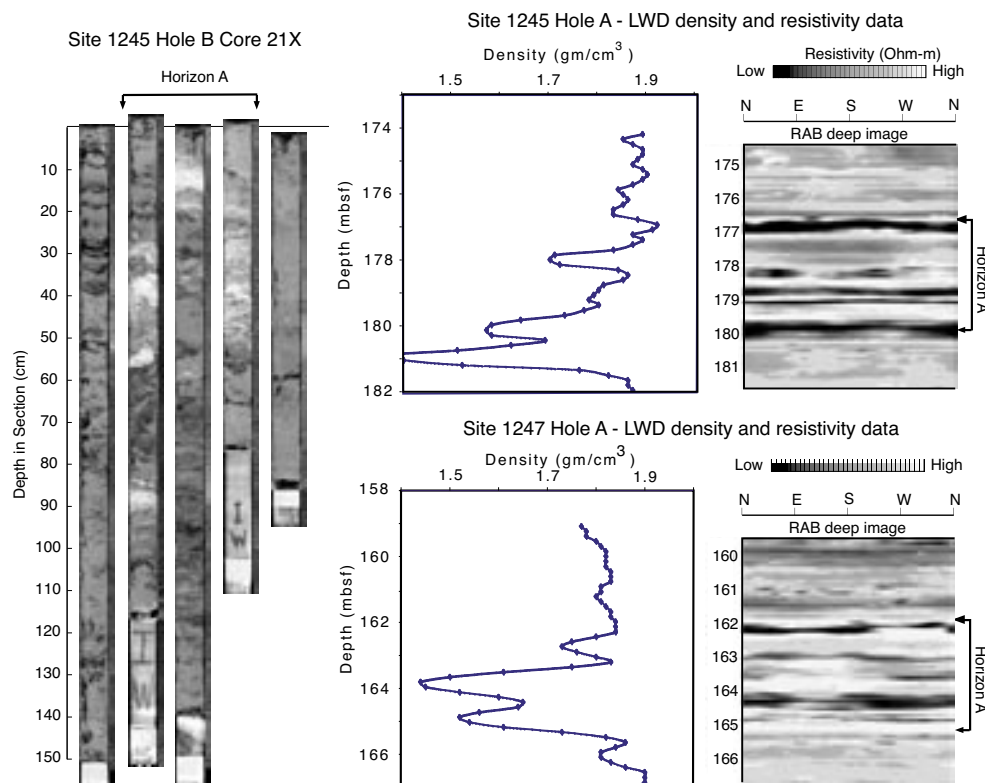 Site 1245 Hole B Core 21X
Horizon A
Depth in Section (cm)
10
20
30
40
50
60
70
80
90
100
110
120
130
140
150
I
W
I
W
Site 1245 Hole A - LWD density and resistivity data
Density (gm/cm3
1.5
1.7
1.9
Depth (mbsf)
174
176
178
180
182
Resistivity (Ohm-m)
Low
High
N
E
S
W
N
RAB deep image
175
176
177
178
179
180
181
Horizon A
Site 1247 Hole A - LWD density and resistivity data
Density (gm/cm3)
1.5
1.7
1.9
Depth (mbsf)
158
160
162
164
166
Low
High
N
E
S
W
N
RAB deep image
160
161
162
163
164
165
166
Horizon A